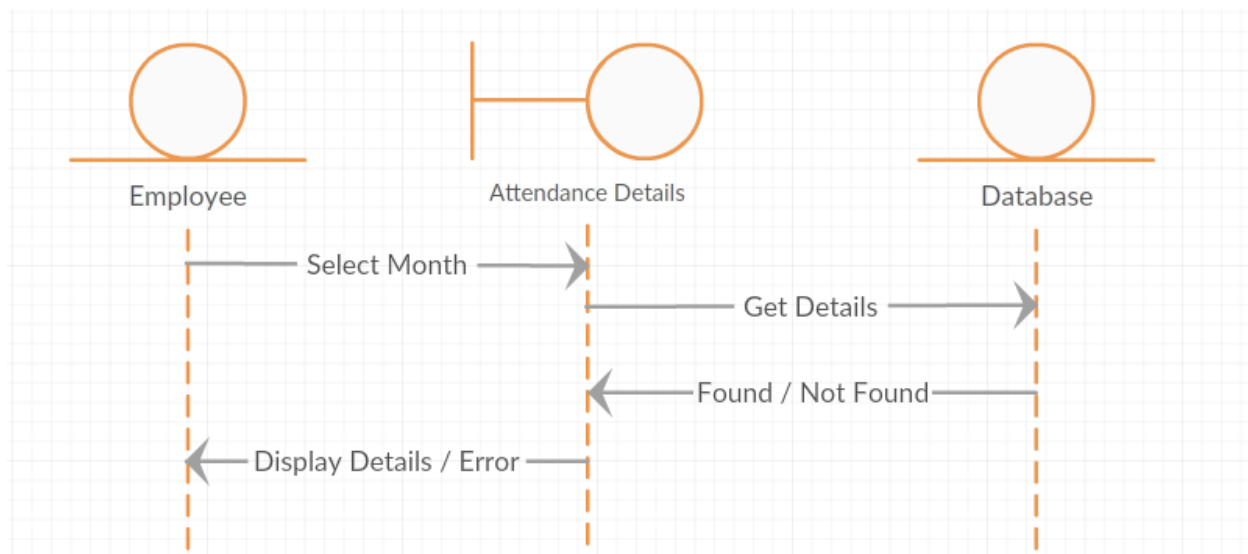 Employee
Attendance Details
Database
Select Month
Get Details
Found / Not Found
Display Details / Error